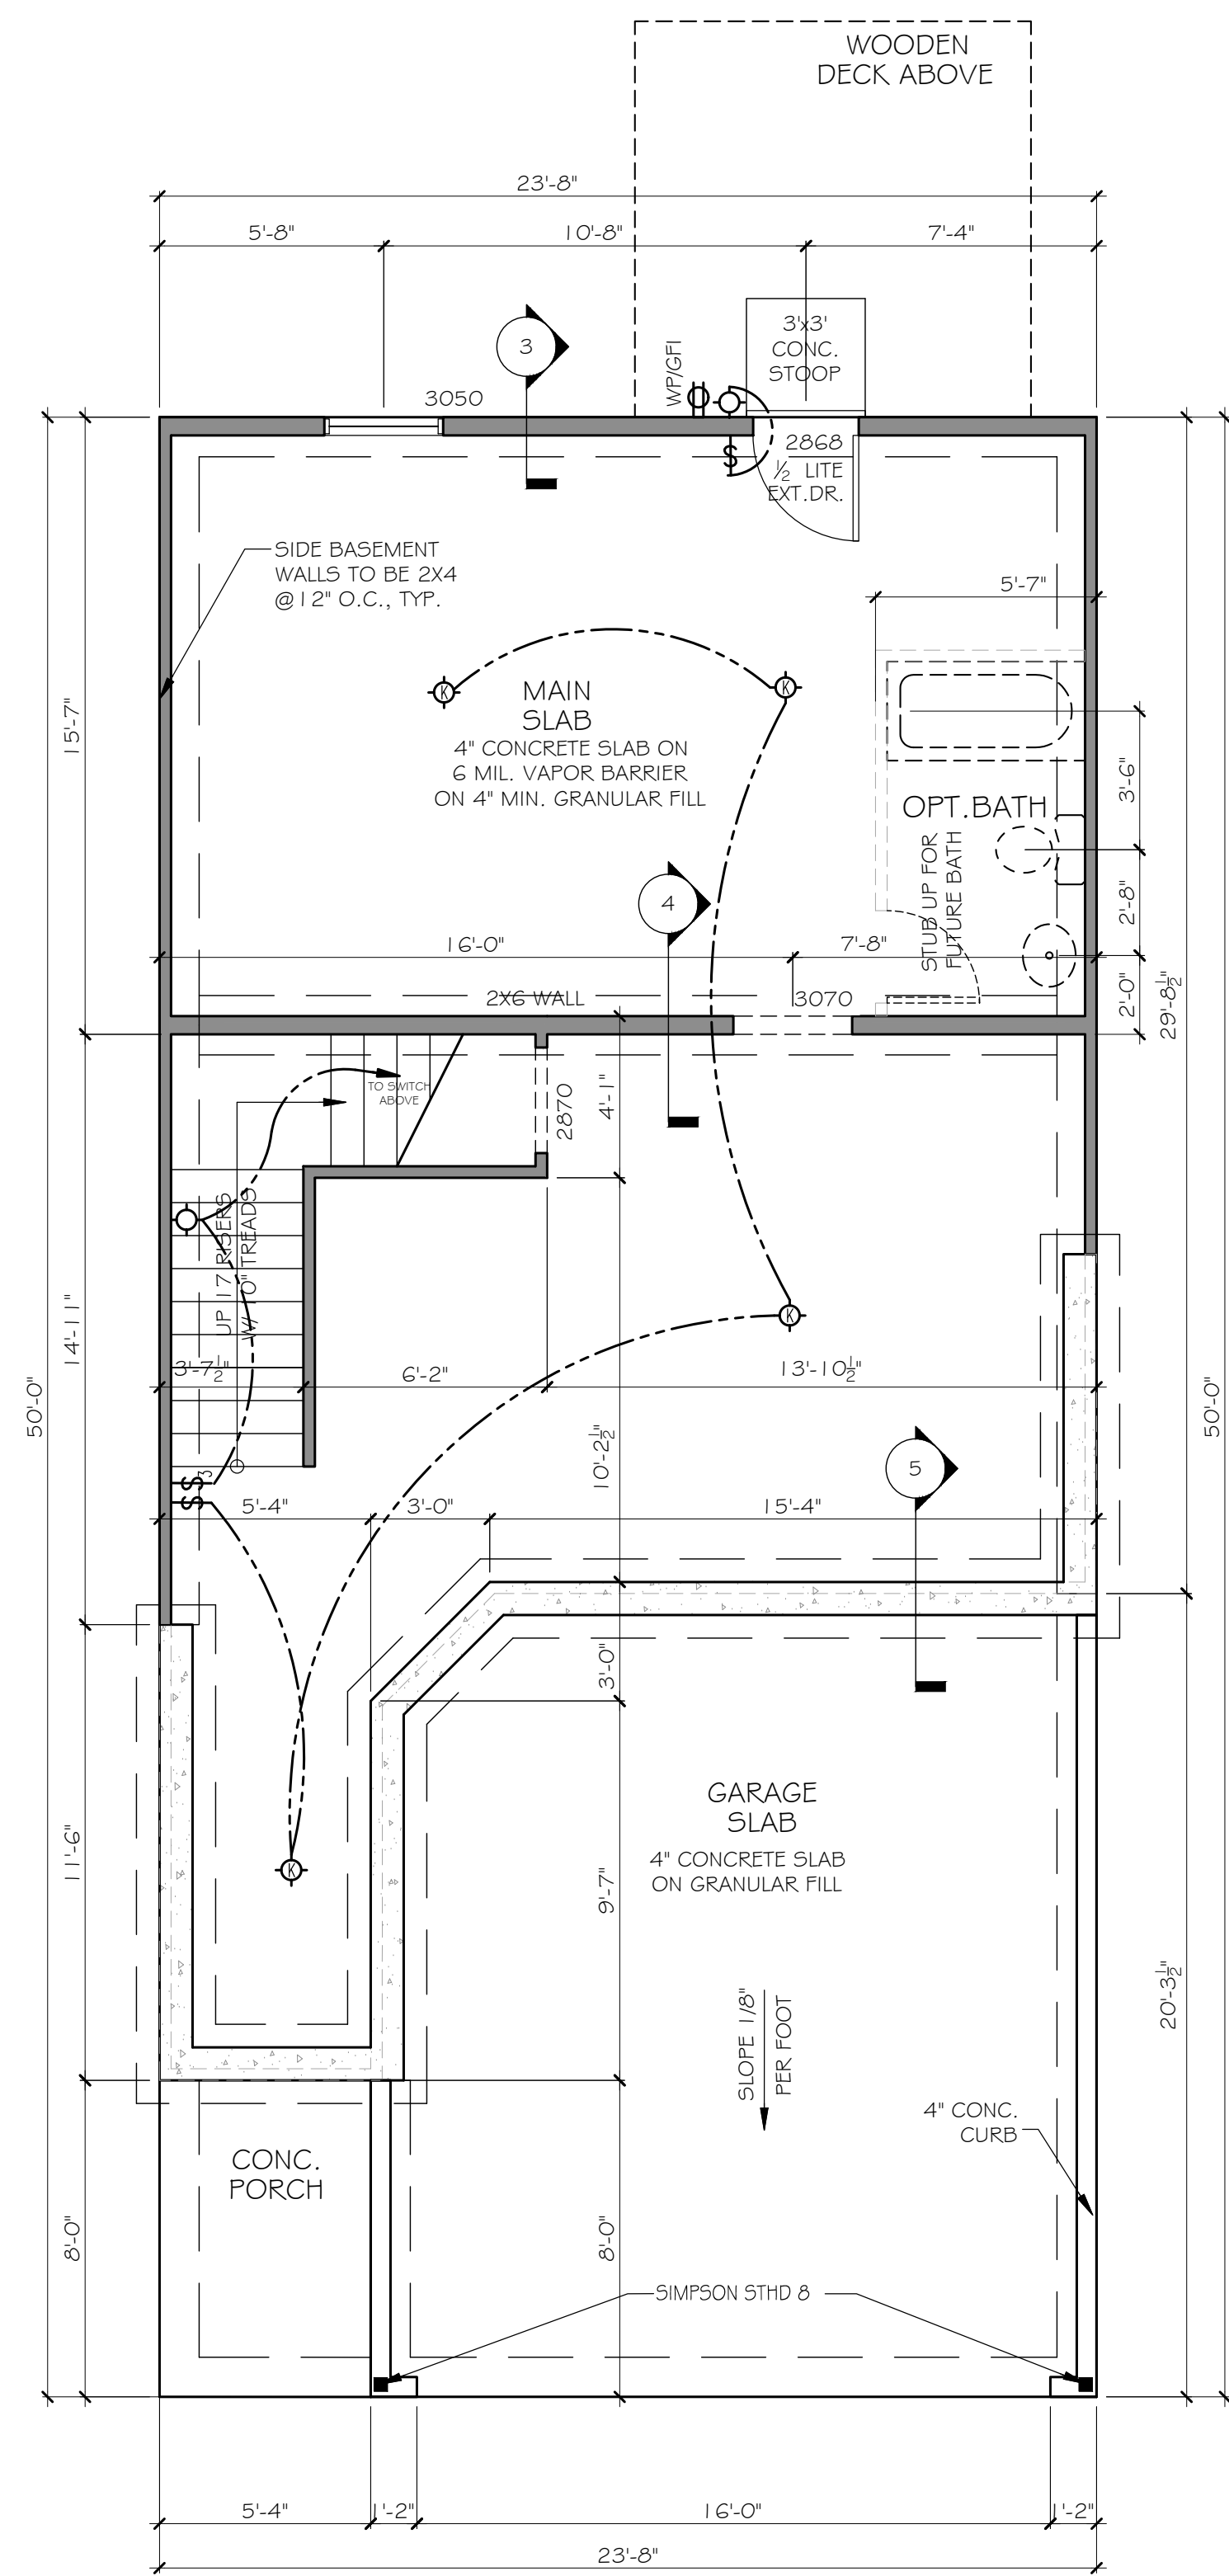 WOODEN
DECK ABOVE
23'-8"
5'-8"
10'-8"
7'-4"
3
3'x3'
CONC.
STOOP
WP/GFI
3050
$
2868
½ LITE
EXT.DR.
SIDE BASEMENT
WALLS TO BE 2X4
@12" O.C., TYP.
5'-7"
K
K
MAIN
SLAB
4" CONCRETE SLAB ON
6 MIL. VAPOR BARRIER
ON 4" MIN. GRANULAR FILL
15'-7"
3'-6"
OPT.BATH
STUB UP FOR
FUTURE BATH
4
2'-8"
16'-0"
7'-8"
2'-0"
29'-8½"
2X6 WALL
3070
TO SWITCH
ABOVE
2870
4'-1"
UP 17 RISERS
W/ 10" TREADS
K
14'-11"
3'-7½"
6'-2"
13'-10½"
50'-0"
50'-0"
10'-2½"
5
$
3
$
5'-4"
3'-0"
15'-4"
3'-0"
GARAGE
SLAB
4" CONCRETE SLAB
ON GRANULAR FILL
11'-6"
K
9'-7"
SLOPE 1/8"
PER FOOT
20'-3½"
4" CONC.
CURB
CONC.
PORCH
8'-0"
8'-0"
SIMPSON STHD 8
5'-4"
1'-2"
16'-0"
1'-2"
23'-8"